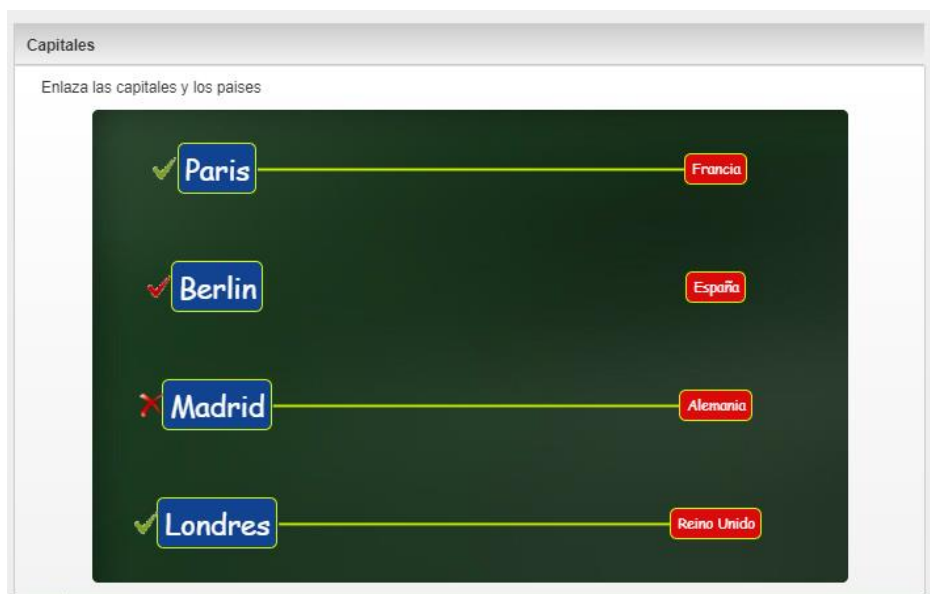 Capitales
Enlaza las capitales y los paises
Paris Francia
Berlin España
Madrid Alemania
Londres Reino Unido